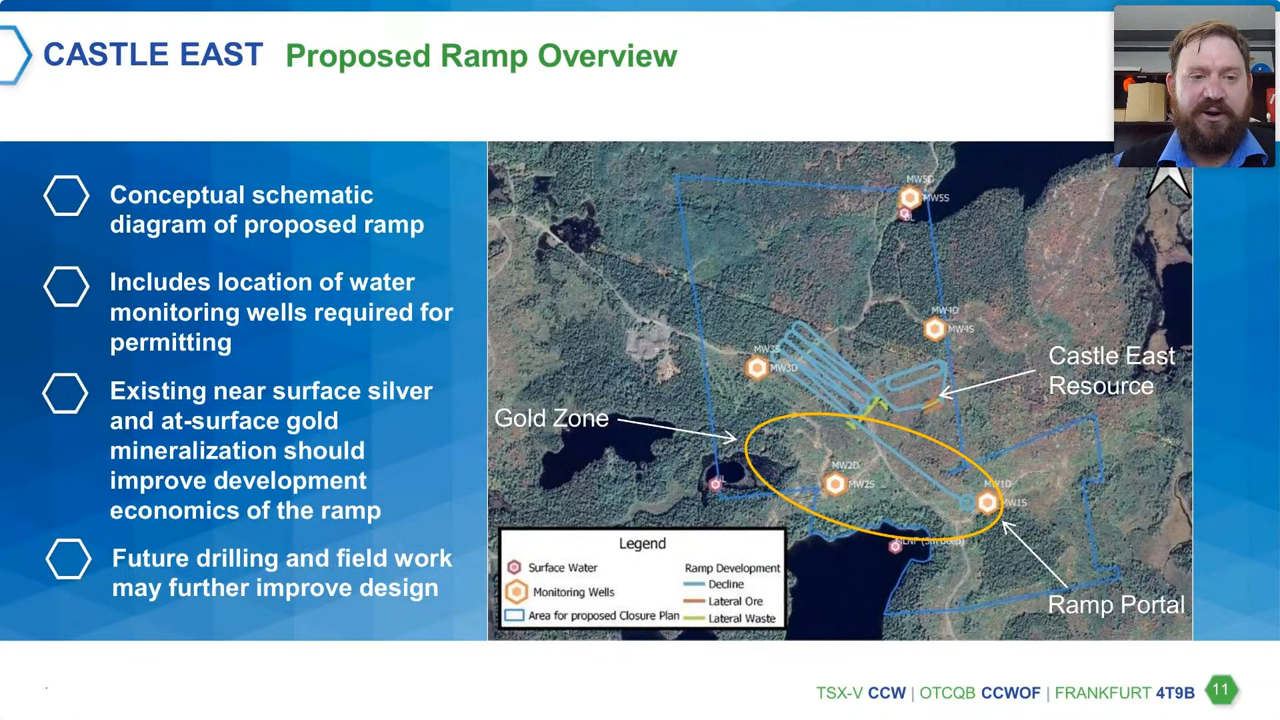 CASTLE EAST Proposed Ramp Overview
Conceptual schematic
diagram of proposed ramp
Includes location of water
monitoring wells required for
permitting
Existing near surface silver
and at-surface gold
mineralization should
improve development
economics of the ramp
Future drilling and field work
may further improve design
MW5D
MW5S
MW4D
MW4S
MW3S
MW3D
Castle East
Resource
Gold Zone
MW2D
MW2S
MW1D
MW1S
Ramp Portal
Legend
Surface Water
Monitoring Wells
Area for proposed Closure Plan
Ramp Development
Decline
Lateral Ore
Lateral Waste
TSX-V CCW | OTCQB CCWOF | FRANKFURT 4T9B
11